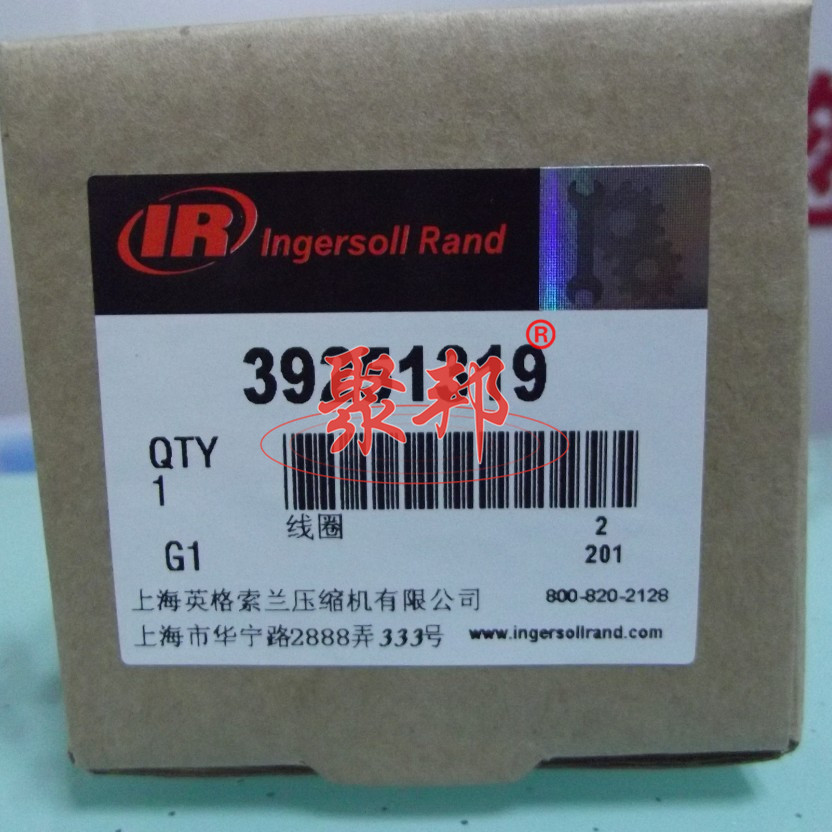 IR Ingersoll Rand
®
聚邦
QTY
1
线圈
2
G1
201
上海英格索兰压缩机有限公司
800-820-2128
上海市华宁路2888弄333号
www.ingersollrand.com